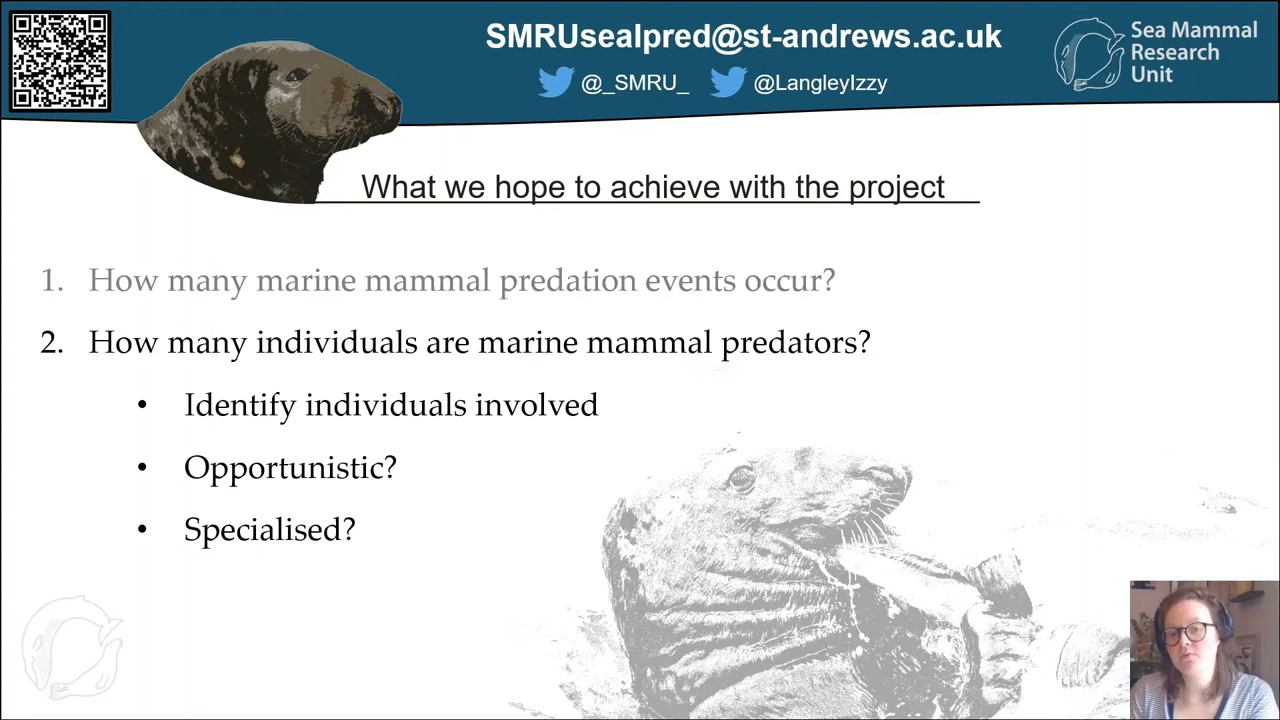 SMRUsealpred@st-andrews.ac.uk
@_SMRU_ @LangleyIzzy
Sea Mammal
Research
Unit
What we hope to achieve with the project
1. How many marine mammal predation events occur?
2. How many individuals are marine mammal predators?
• Identify individuals involved
• Opportunistic?
• Specialised?